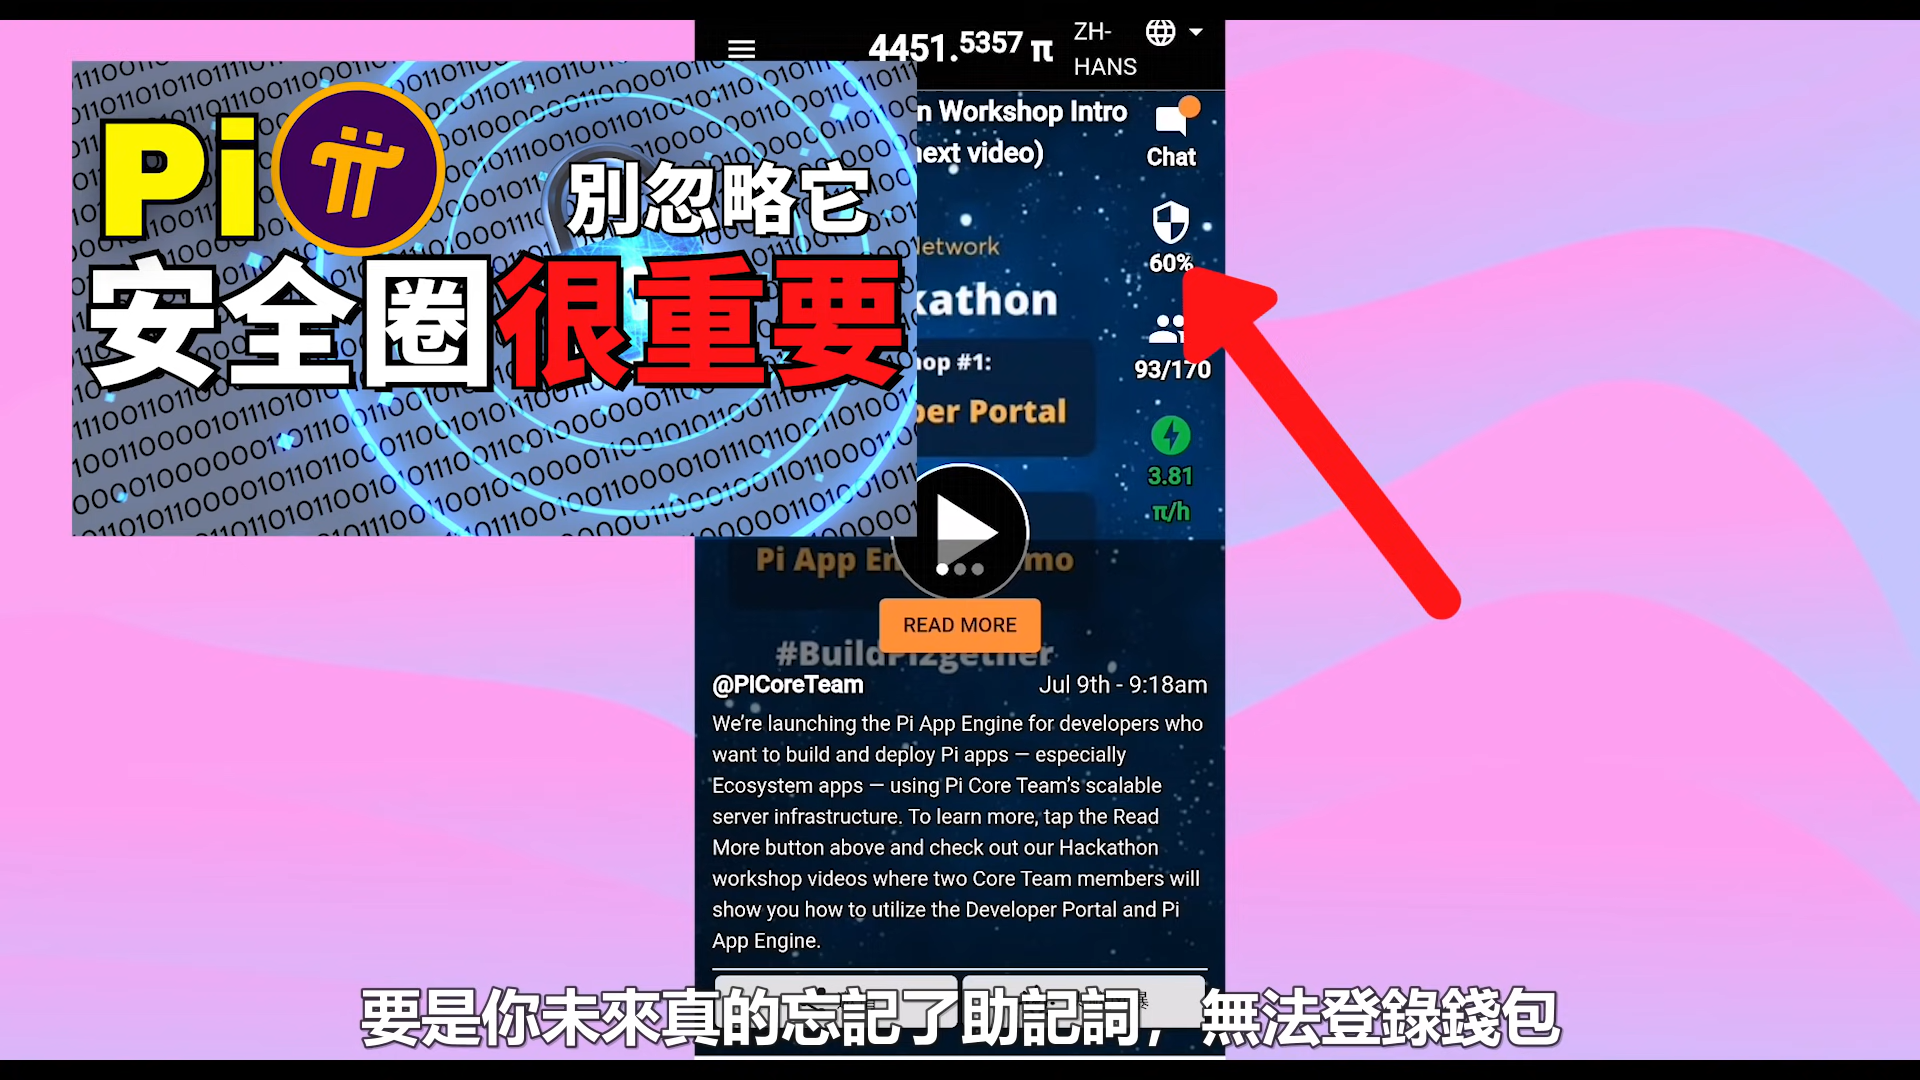 4451.5357 π
ZH-
HANS
Pi
別忽略它
安全圈很重要
n Workshop Intro
next video)
Chat
60%
etwork
kathon
93/170
op #1:
per Portal
3.81
π/h
Pi App En
mo
READ MORE
#BuildPi2gether
@PiCoreTeam
Jul 9th - 9:18am
We're launching the Pi App Engine for developers who
want to build and deploy Pi apps — especially
Ecosystem apps — using Pi Core Team's scalable
server infrastructure. To learn more, tap the Read
More button above and check out our Hackathon
workshop videos where two Core Team members will
show you how to utilize the Developer Portal and Pi
App Engine.
要是你未來真的忘記了助記詞，無法登錄錢包